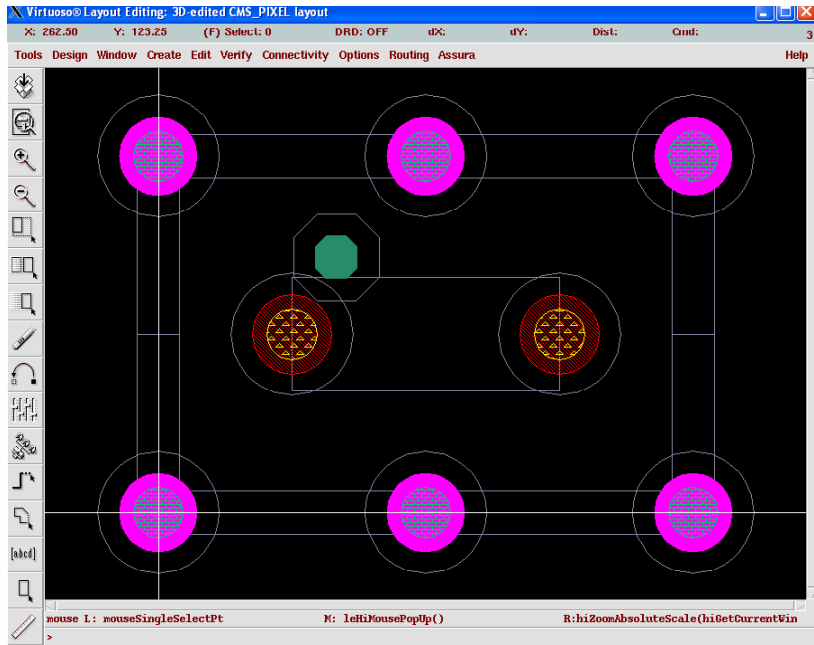 X Virtuoso® Layout Editing: 3D-edited CMS_PIXEL layout
X: 262.50 Y: 123.25 (F) Select: 0 DRD: OFF dX: dY: Dist: Cmd: 3
Tools Design Window Create Edit Verify Connectivity Options Routing Assura Help
[abcd]
mouse L: mouseSingleSelectPt M: leHiMousePopUp() R:hiZoomAbsoluteScale(hiGetCurrentWin
>